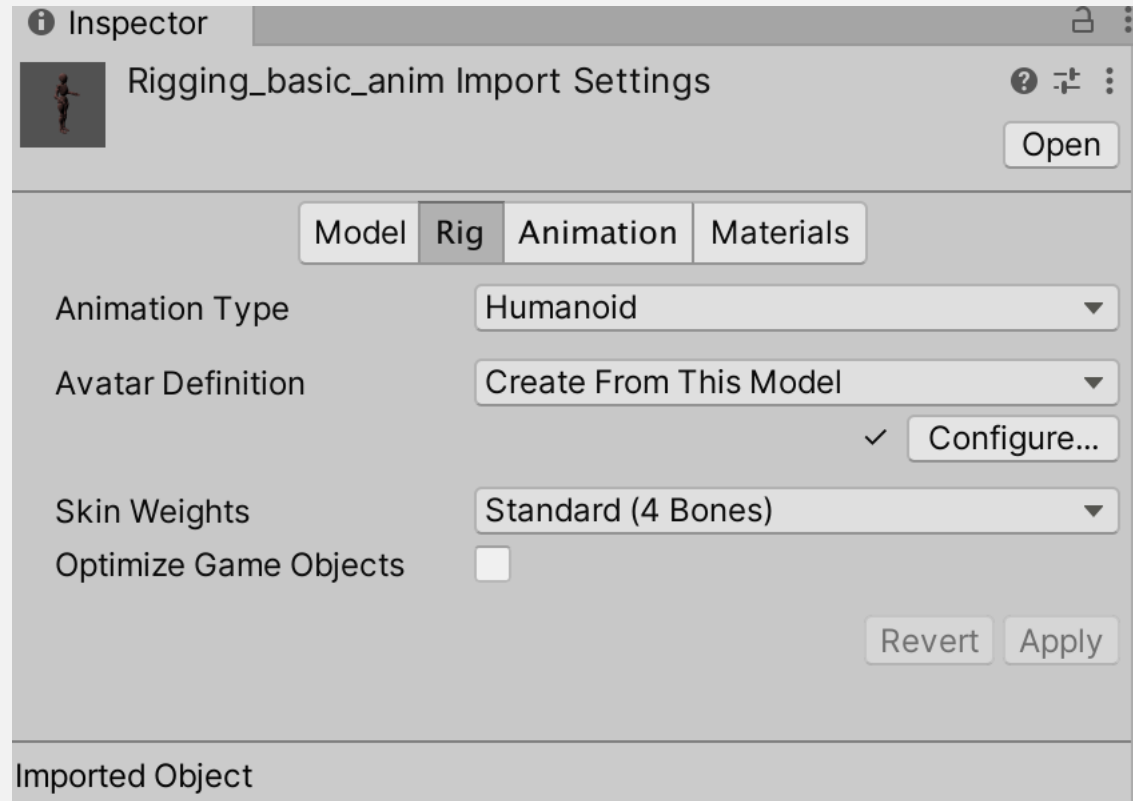 Inspector
Rigging_basic_anim Import Settings
Open
Model Rig Animation Materials
Animation Type Humanoid
Avatar Definition Create From This Model
Configure...
Skin Weights Standard (4 Bones)
Optimize Game Objects
Revert Apply
Imported Object